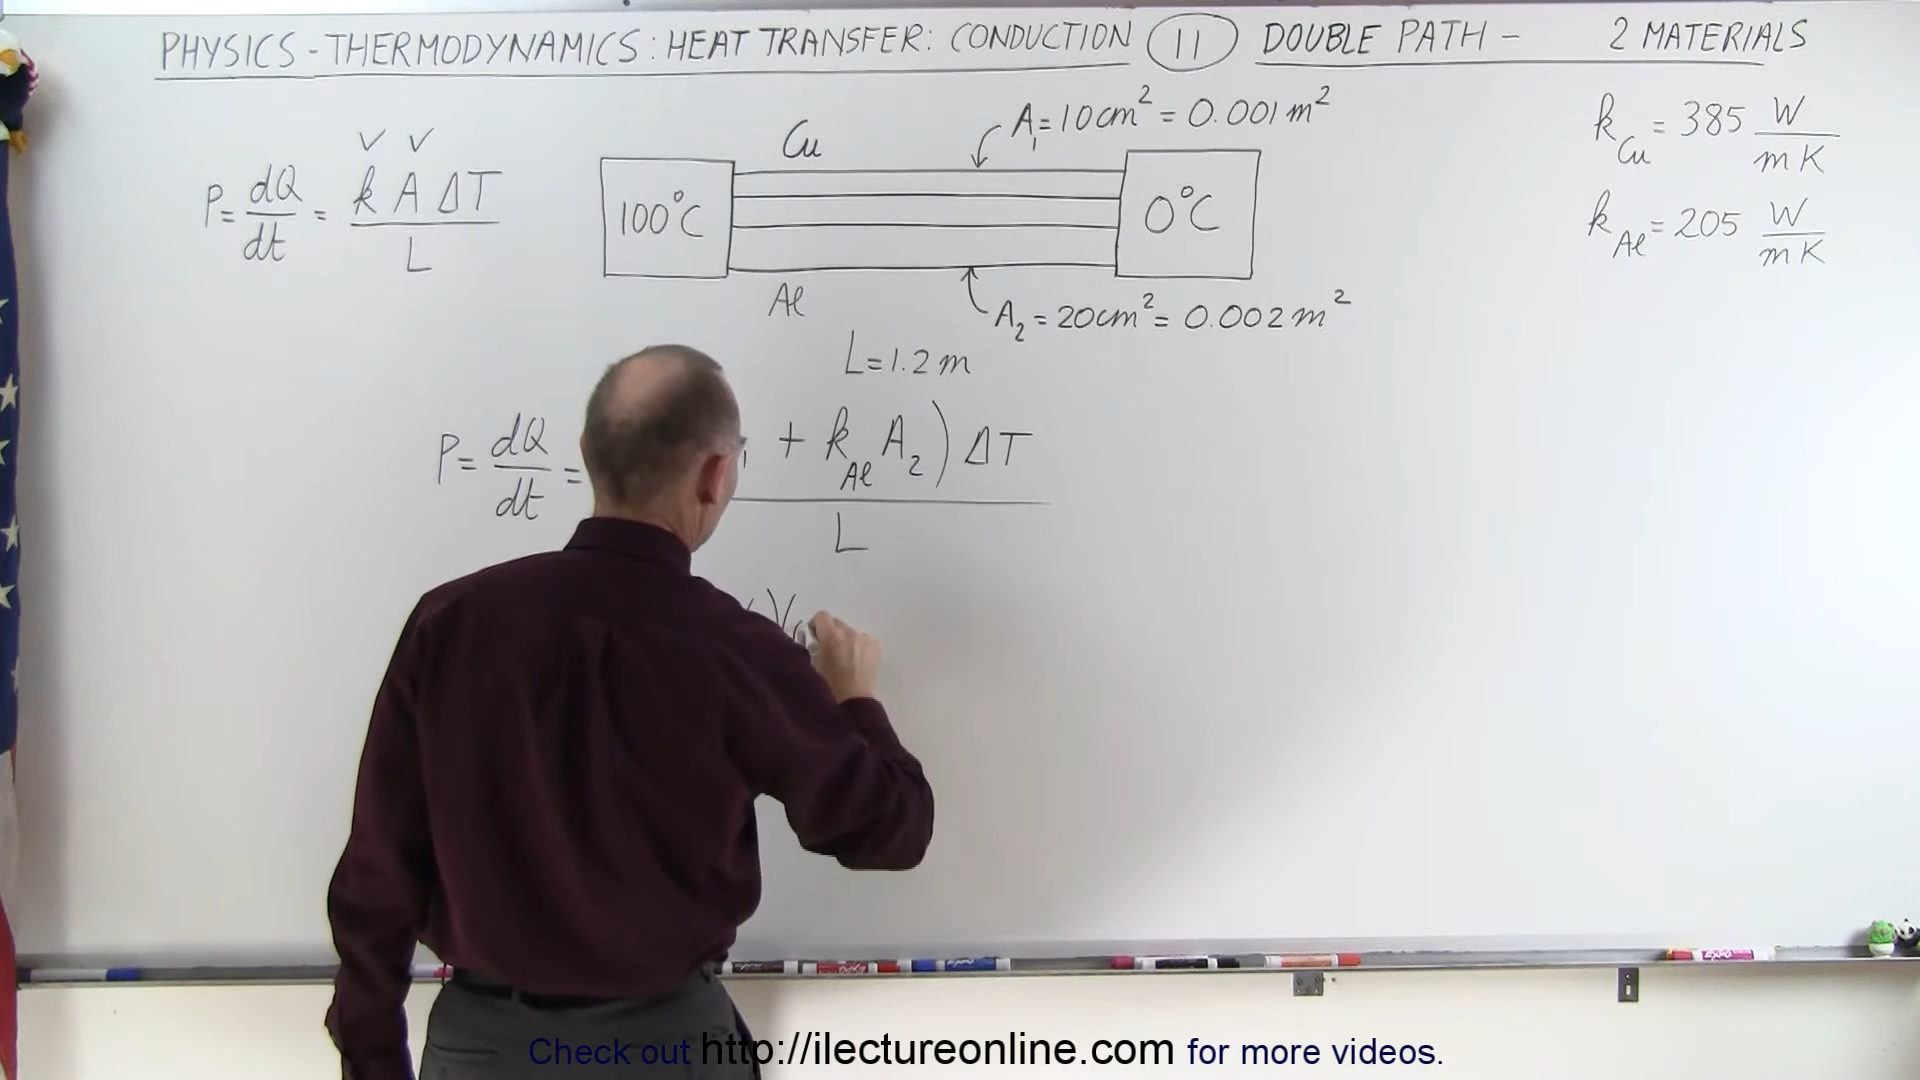 PHYSICS - THERMODYNAMICS: HEAT TRANSFER: CONDUCTION 11 DOUBLE PATH - 2 MATERIALS
P = dQ/dt = k A ΔT / L
✓ ✓
Cu
A₁ = 10cm² = 0.001 m²
100°C
0°C
Al
A₂ = 20cm² = 0.002 m²
L = 1.2 m
k_Cu = 385 W/mK
k_Al = 205 W/mK
P = dQ/dt =
+ k_Al A₂) ΔT
L
Check out http://ilectureonline.com for more videos.